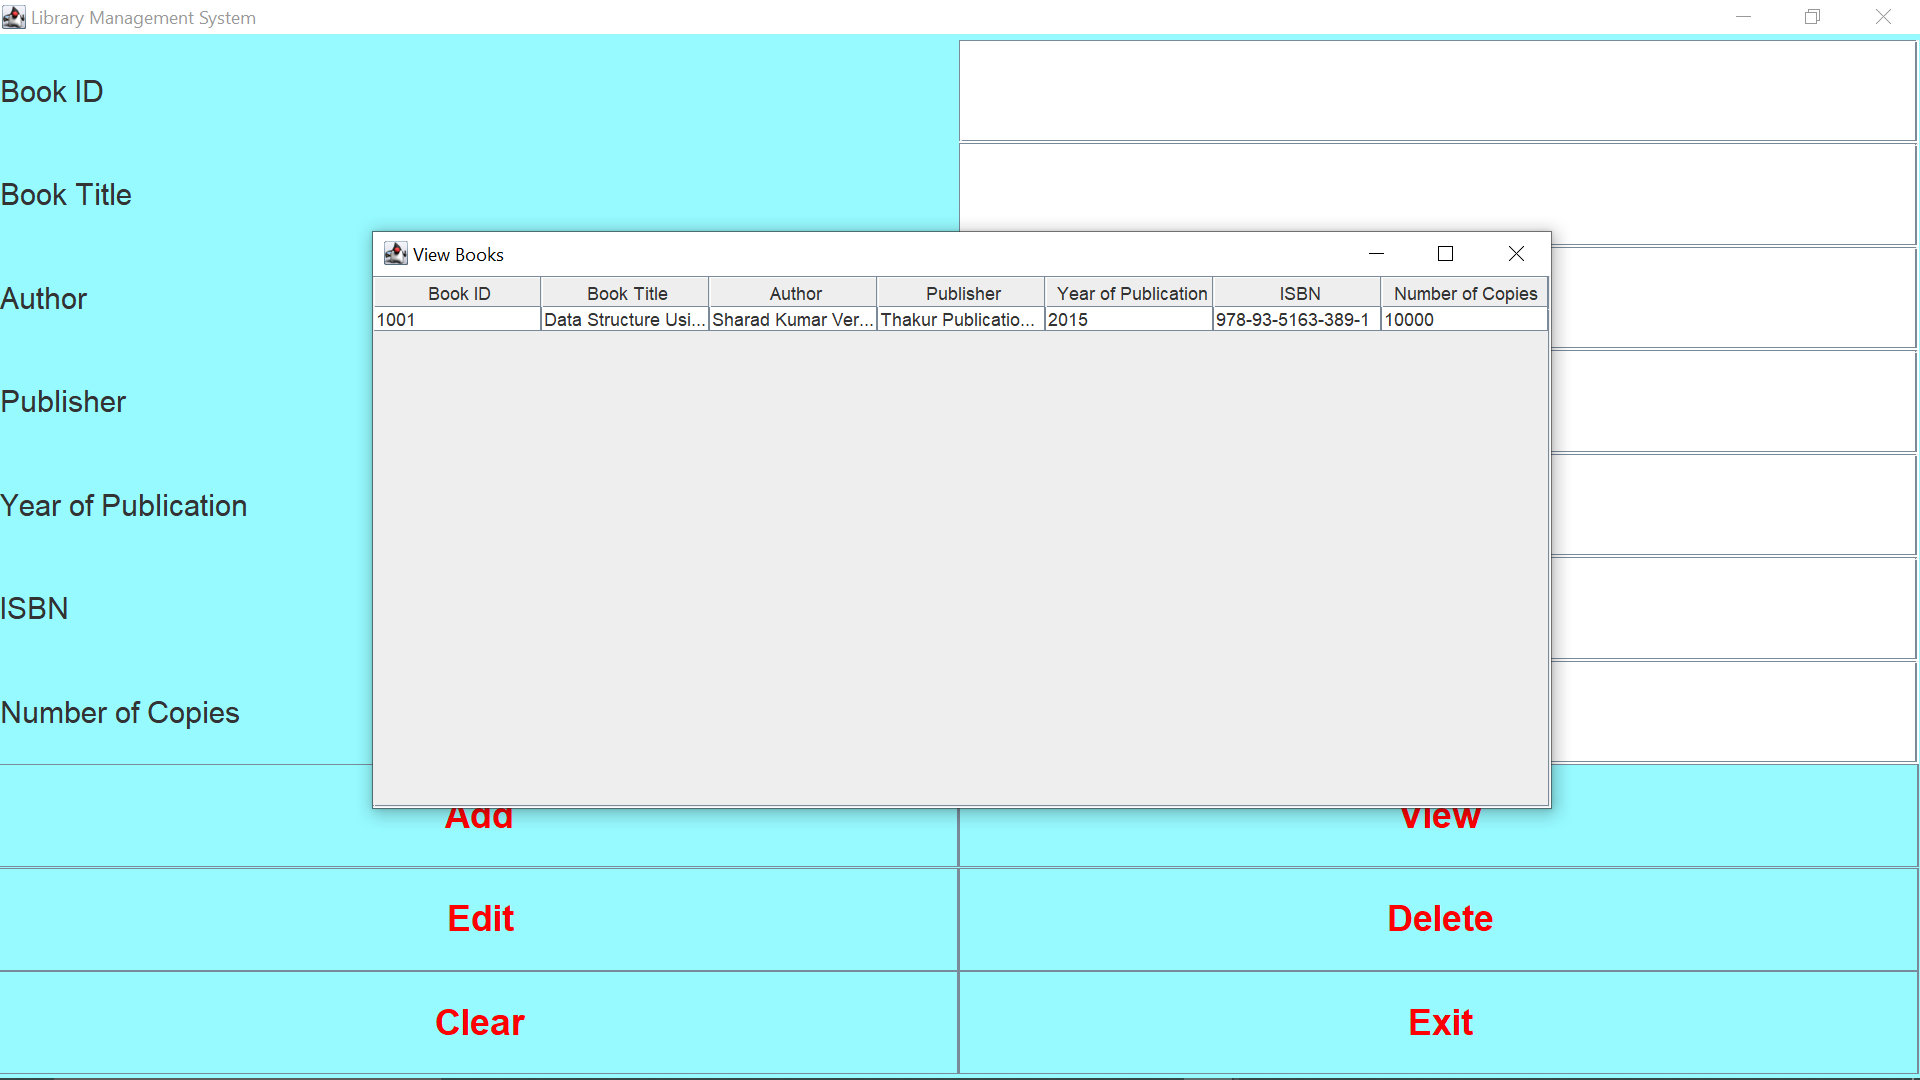 Library Management System
Book ID
Book Title
Author
Publisher
Year of Publication
ISBN
Number of Copies
View Books
Book ID Book Title Author Publisher Year of Publication ISBN Number of Copies
1001 Data Structure Usi... Sharad Kumar Ver... Thakur Publicatio... 2015 978-93-5163-389-1 10000
Add View
Edit Delete
Clear Exit